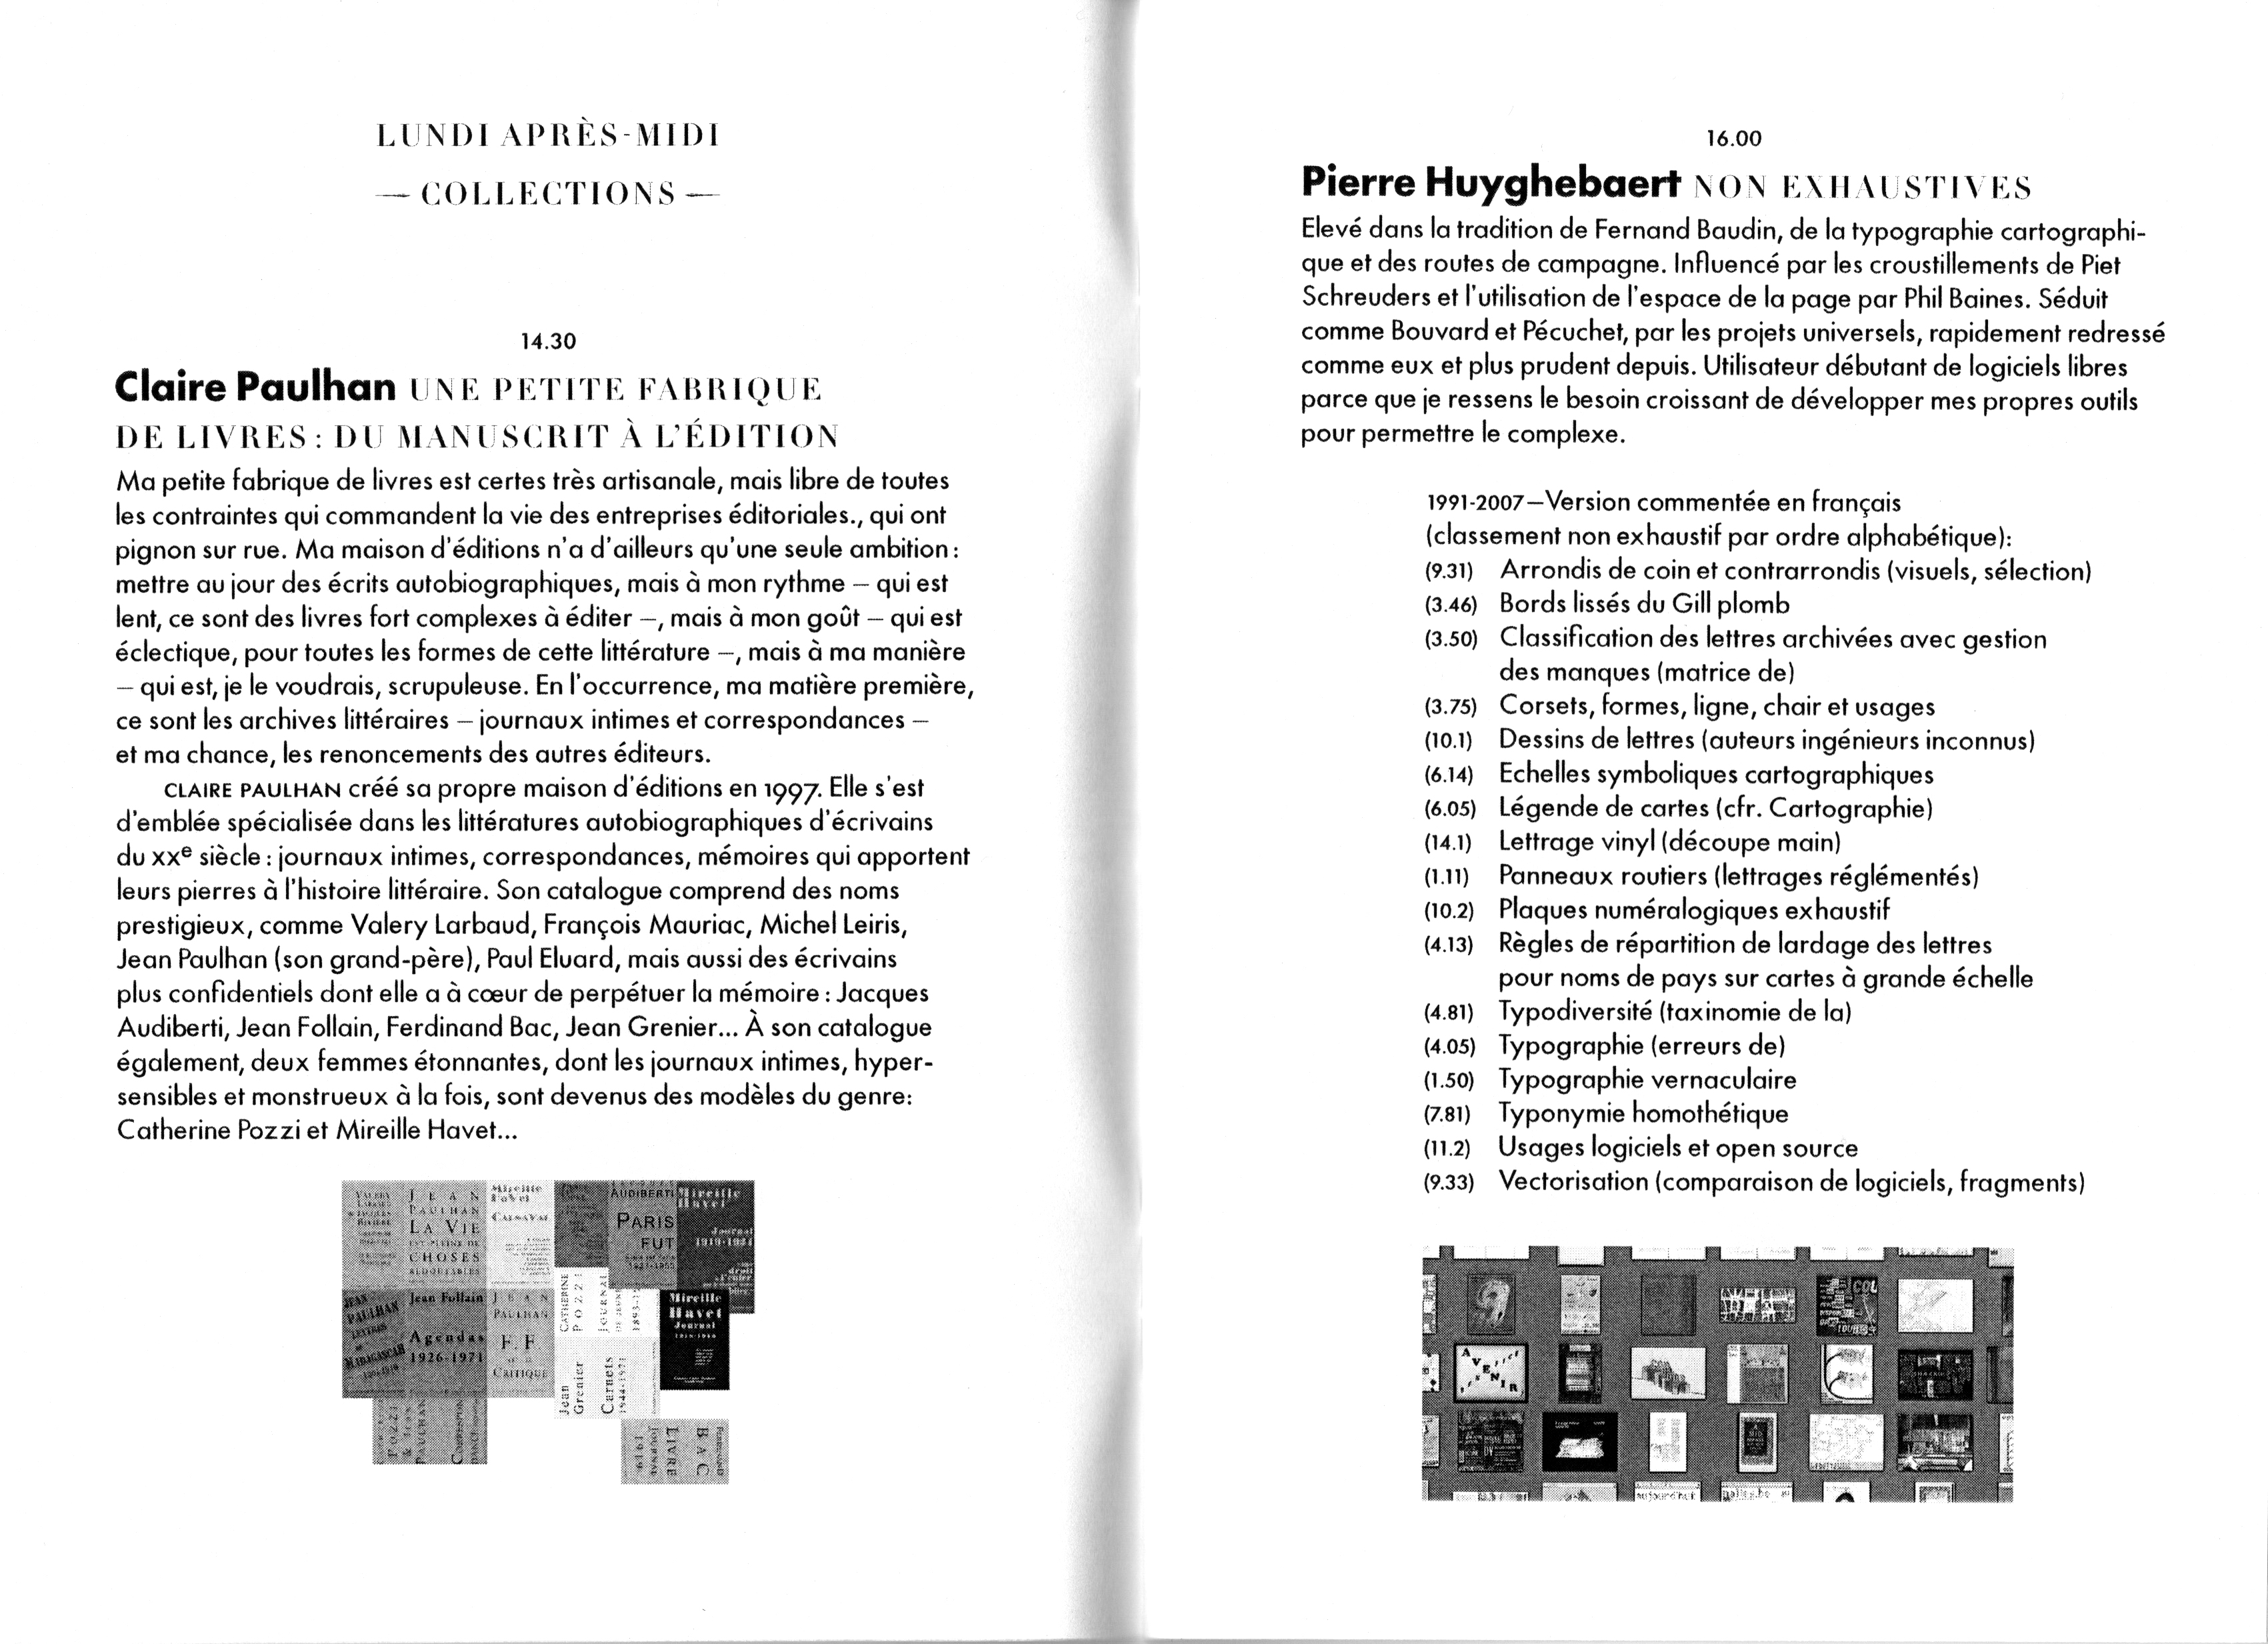 LUNDI APRÈS-MIDI
— COLLECTIONS —
14.30
Claire Paulhan UNE PETITE FABRIQUE
DE LIVRES : DU MANUSCRIT À L'ÉDITION
Ma petite fabrique de livres est certes très artisanale, mais libre de toutes
les contraintes qui commandent la vie des entreprises éditoriales., qui ont
pignon sur rue. Ma maison d'éditions n'a d'ailleurs qu'une seule ambition :
mettre au jour des écrits autobiographiques, mais à mon rythme – qui est
lent, ce sont des livres fort complexes à éditer –, mais à mon goût – qui est
éclectique, pour toutes les formes de cette littérature –, mais à ma manière
– qui est, je le voudrais, scrupuleuse. En l'occurrence, ma matière première,
ce sont les archives littéraires – journaux intimes et correspondances –
et ma chance, les renoncements des autres éditeurs.
CLAIRE PAULHAN créé sa propre maison d'éditions en 1997. Elle s'est
d'emblée spécialisée dans les littératures autobiographiques d'écrivains
du XXe siècle : journaux intimes, correspondances, mémoires qui apportent
leurs pierres à l'histoire littéraire. Son catalogue comprend des noms
prestigieux, comme Valery Larbaud, François Mauriac, Michel Leiris,
Jean Paulhan (son grand-père), Paul Eluard, mais aussi des écrivains
plus confidentiels dont elle a à cœur de perpétuer la mémoire : Jacques
Audiberti, Jean Follain, Ferdinand Bac, Jean Grenier... À son catalogue
également, deux femmes étonnantes, dont les journaux intimes, hyper-
sensibles et monstrueux à la fois, sont devenus des modèles du genre:
Catherine Pozzi et Mireille Havet...
JEAN
PAULHAN
LA VIE
EST PLEINE DE
CHOSES
REDOUTABLES
Mireille
Havet
CARNAVAL
AUDIBERTI
PARIS
FUT
Mireille
Havet
Journal
1919-1924
JEAN
PAULHAN
LETTRES
DE
MADAGASCAR
Jean Follain
Agendas
1926-1971
JEAN
PAULHAN
F. F
CRITIQUE
CATHERINE
POZZI
JOURNAL
DE JEUNESSE
Jean
Grenier
Carnets
1944-1971
Mireille
Havet
Journal
POZZI
& Jean
PAULHAN
BAC
LIVRE
JOURNAL
1919
16.00
Pierre Huyghebaert NON EXHAUSTIVES
Elevé dans la tradition de Fernand Baudin, de la typographie cartographi-
que et des routes de campagne. Influencé par les croustillements de Piet
Schreuders et l'utilisation de l'espace de la page par Phil Baines. Séduit
comme Bouvard et Pécuchet, par les projets universels, rapidement redressé
comme eux et plus prudent depuis. Utilisateur débutant de logiciels libres
parce que je ressens le besoin croissant de développer mes propres outils
pour permettre le complexe.
1991-2007—Version commentée en français
(classement non exhaustif par ordre alphabétique):
(9.31) Arrondis de coin et contrarrondis (visuels, sélection)
(3.46) Bords lissés du Gill plomb
(3.50) Classification des lettres archivées avec gestion
des manques (matrice de)
(3.75) Corsets, formes, ligne, chair et usages
(10.1) Dessins de lettres (auteurs ingénieurs inconnus)
(6.14) Echelles symboliques cartographiques
(6.05) Légende de cartes (cfr. Cartographie)
(14.1) Lettrage vinyl (découpe main)
(1.11) Panneaux routiers (lettrages réglémentés)
(10.2) Plaques numéralogiques exhaustif
(4.13) Règles de répartition de lardage des lettres
pour noms de pays sur cartes à grande échelle
(4.81) Typodiversité (taxinomie de la)
(4.05) Typographie (erreurs de)
(1.50) Typographie vernaculaire
(7.81) Typonymie homothétique
(11.2) Usages logiciels et open source
(9.33) Vectorisation (comparaison de logiciels, fragments)
AVENIR